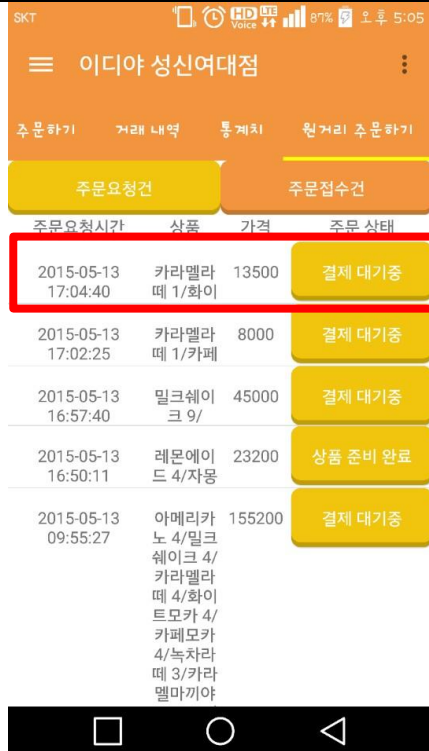 SKT HD Voice LTE 87% 오후 5:05
이디야 성신여대점
주문하기 거래 내역 통계치 원거리 주문하기
주문요청건 주문접수건
주문요청시간 상품 가격 주문 상태
2015-05-13 카라멜라 13500 결제 대기중
17:04:40 떼 1/화이
2015-05-13 카라멜라 8000 결제 대기중
17:02:25 떼 1/카페
2015-05-13 밀크쉐이 45000 결제 대기중
16:57:40 크 9/
2015-05-13 레몬에이 23200 상품 준비 완료
16:50:11 드 4/자몽
2015-05-13 아메리카 155200 결제 대기중
09:55:27 노 4/밀크
쉐이크 4/
카라멜라
떼 4/화이
트모카 4/
카페모카
4/녹차라
떼 3/카라
멜마끼야